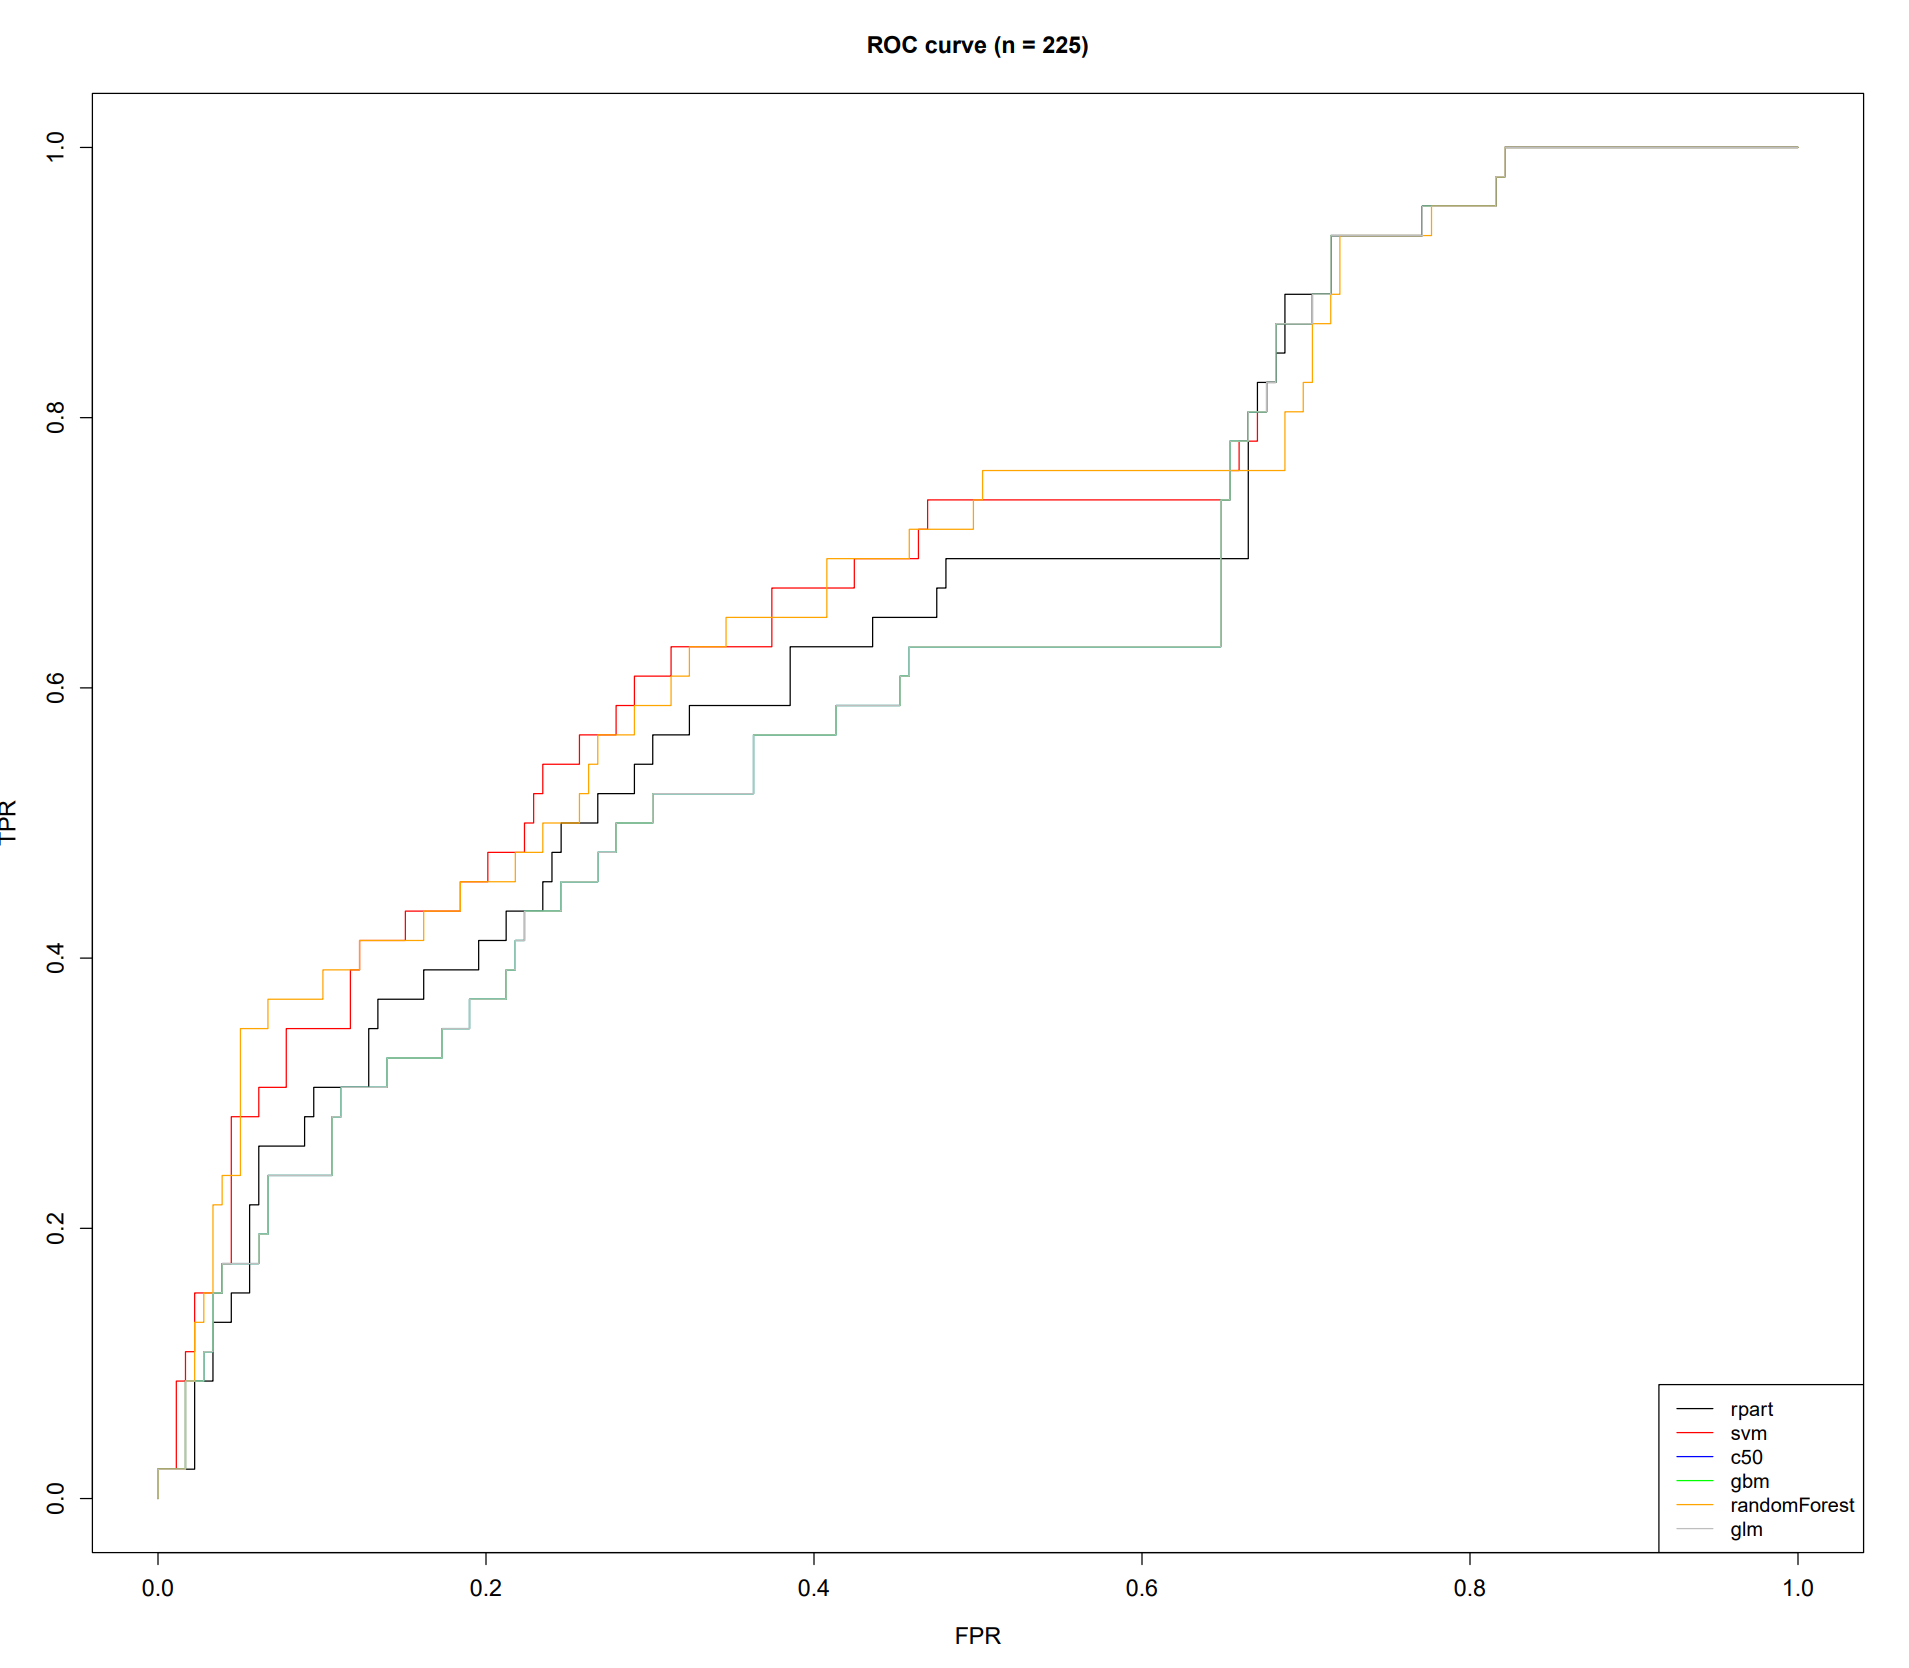 ROC curve (n = 225)
1.0
0.8
0.6
0.4
0.2
0.0
TPR
0.0 0.2 0.4 0.6 0.8 1.0
FPR
rpart
svm
c50
gbm
randomForest
glm